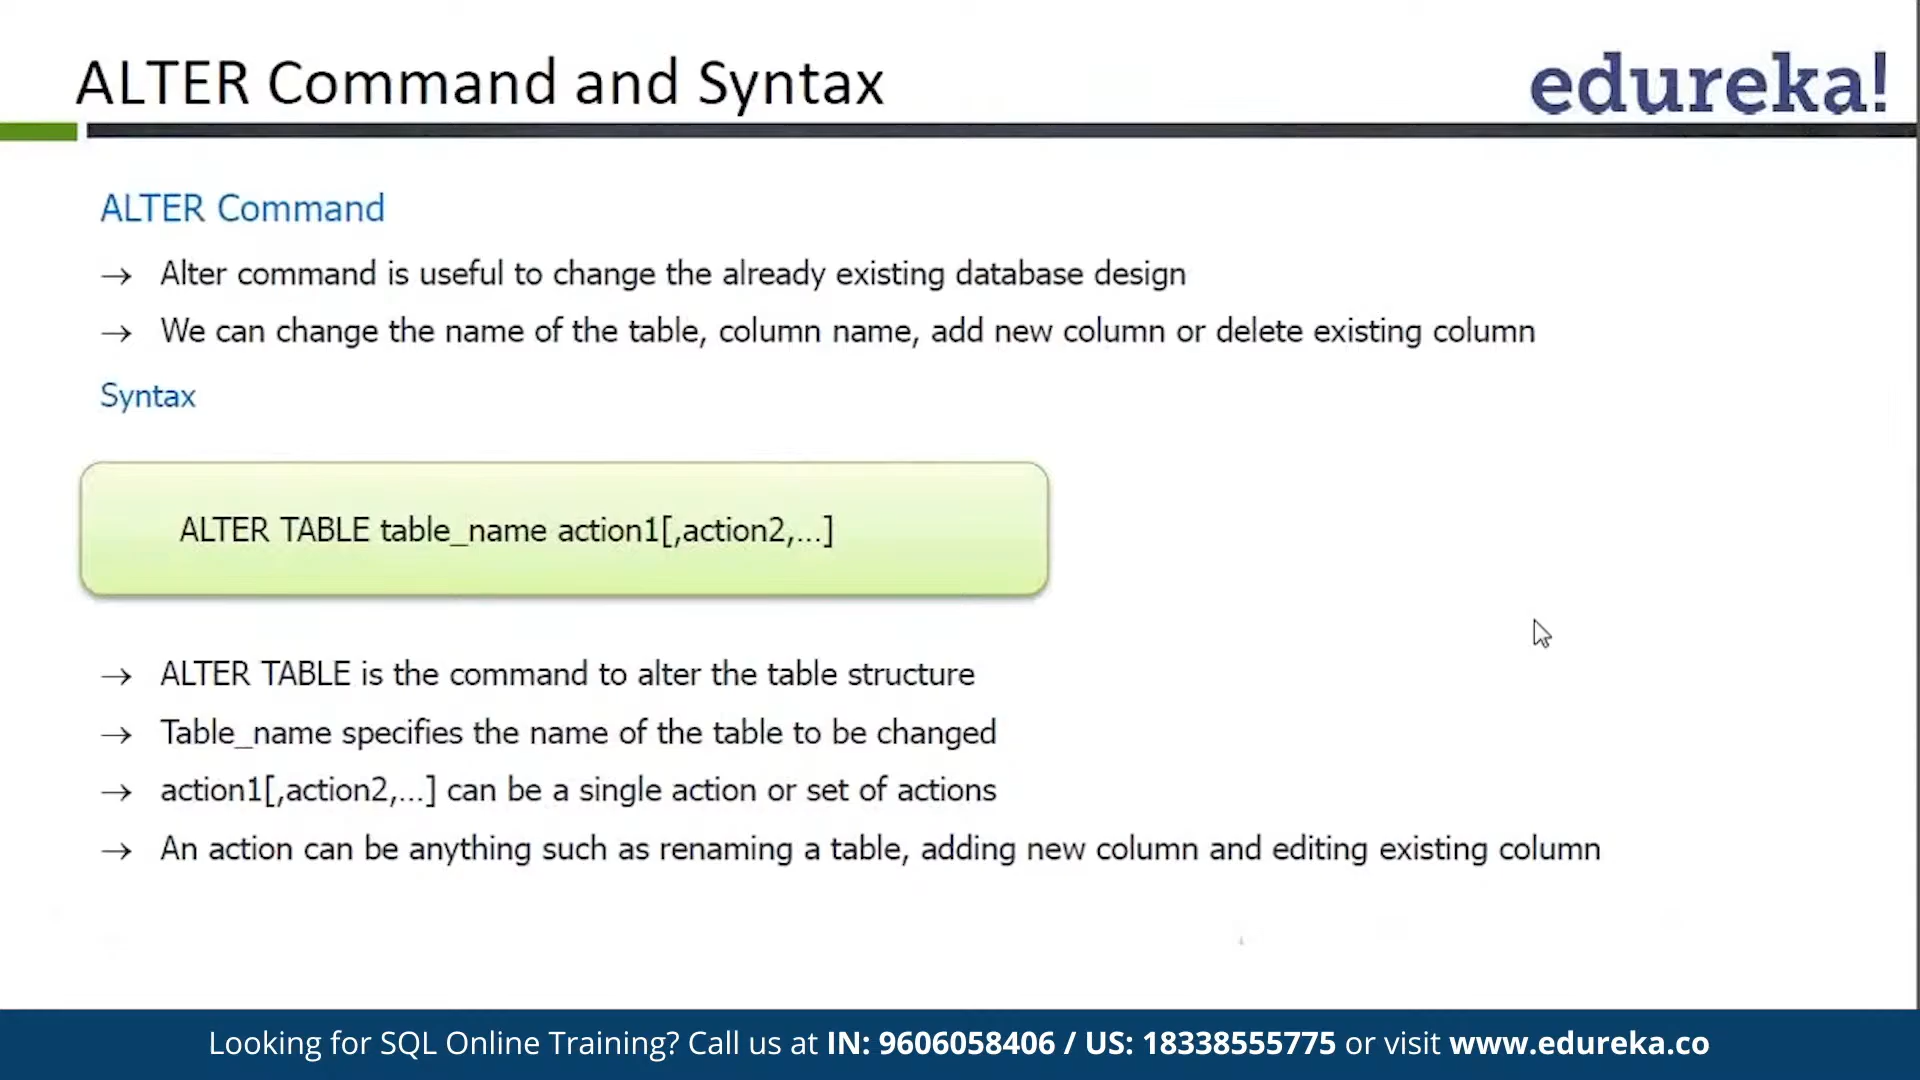 ALTER Command and Syntax
edureka!
ALTER Command
→ Alter command is useful to change the already existing database design
→ We can change the name of the table, column name, add new column or delete existing column
Syntax
ALTER TABLE table_name action1[,action2,...]
→ ALTER TABLE is the command to alter the table structure
→ Table_name specifies the name of the table to be changed
→ action1[,action2,...] can be a single action or set of actions
→ An action can be anything such as renaming a table, adding new column and editing existing column
Looking for SQL Online Training? Call us at IN: 9606058406 / US: 18338555775 or visit www.edureka.co